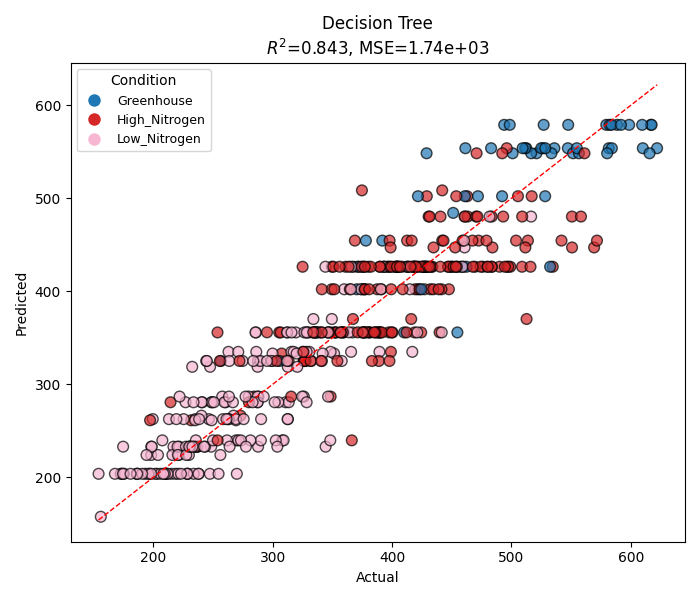 Decision Tree
R²=0.843, MSE=1.74e+03
Condition
Greenhouse
High_Nitrogen
Low_Nitrogen
Predicted
600
500
400
300
200
200 300 400 500 600
Actual